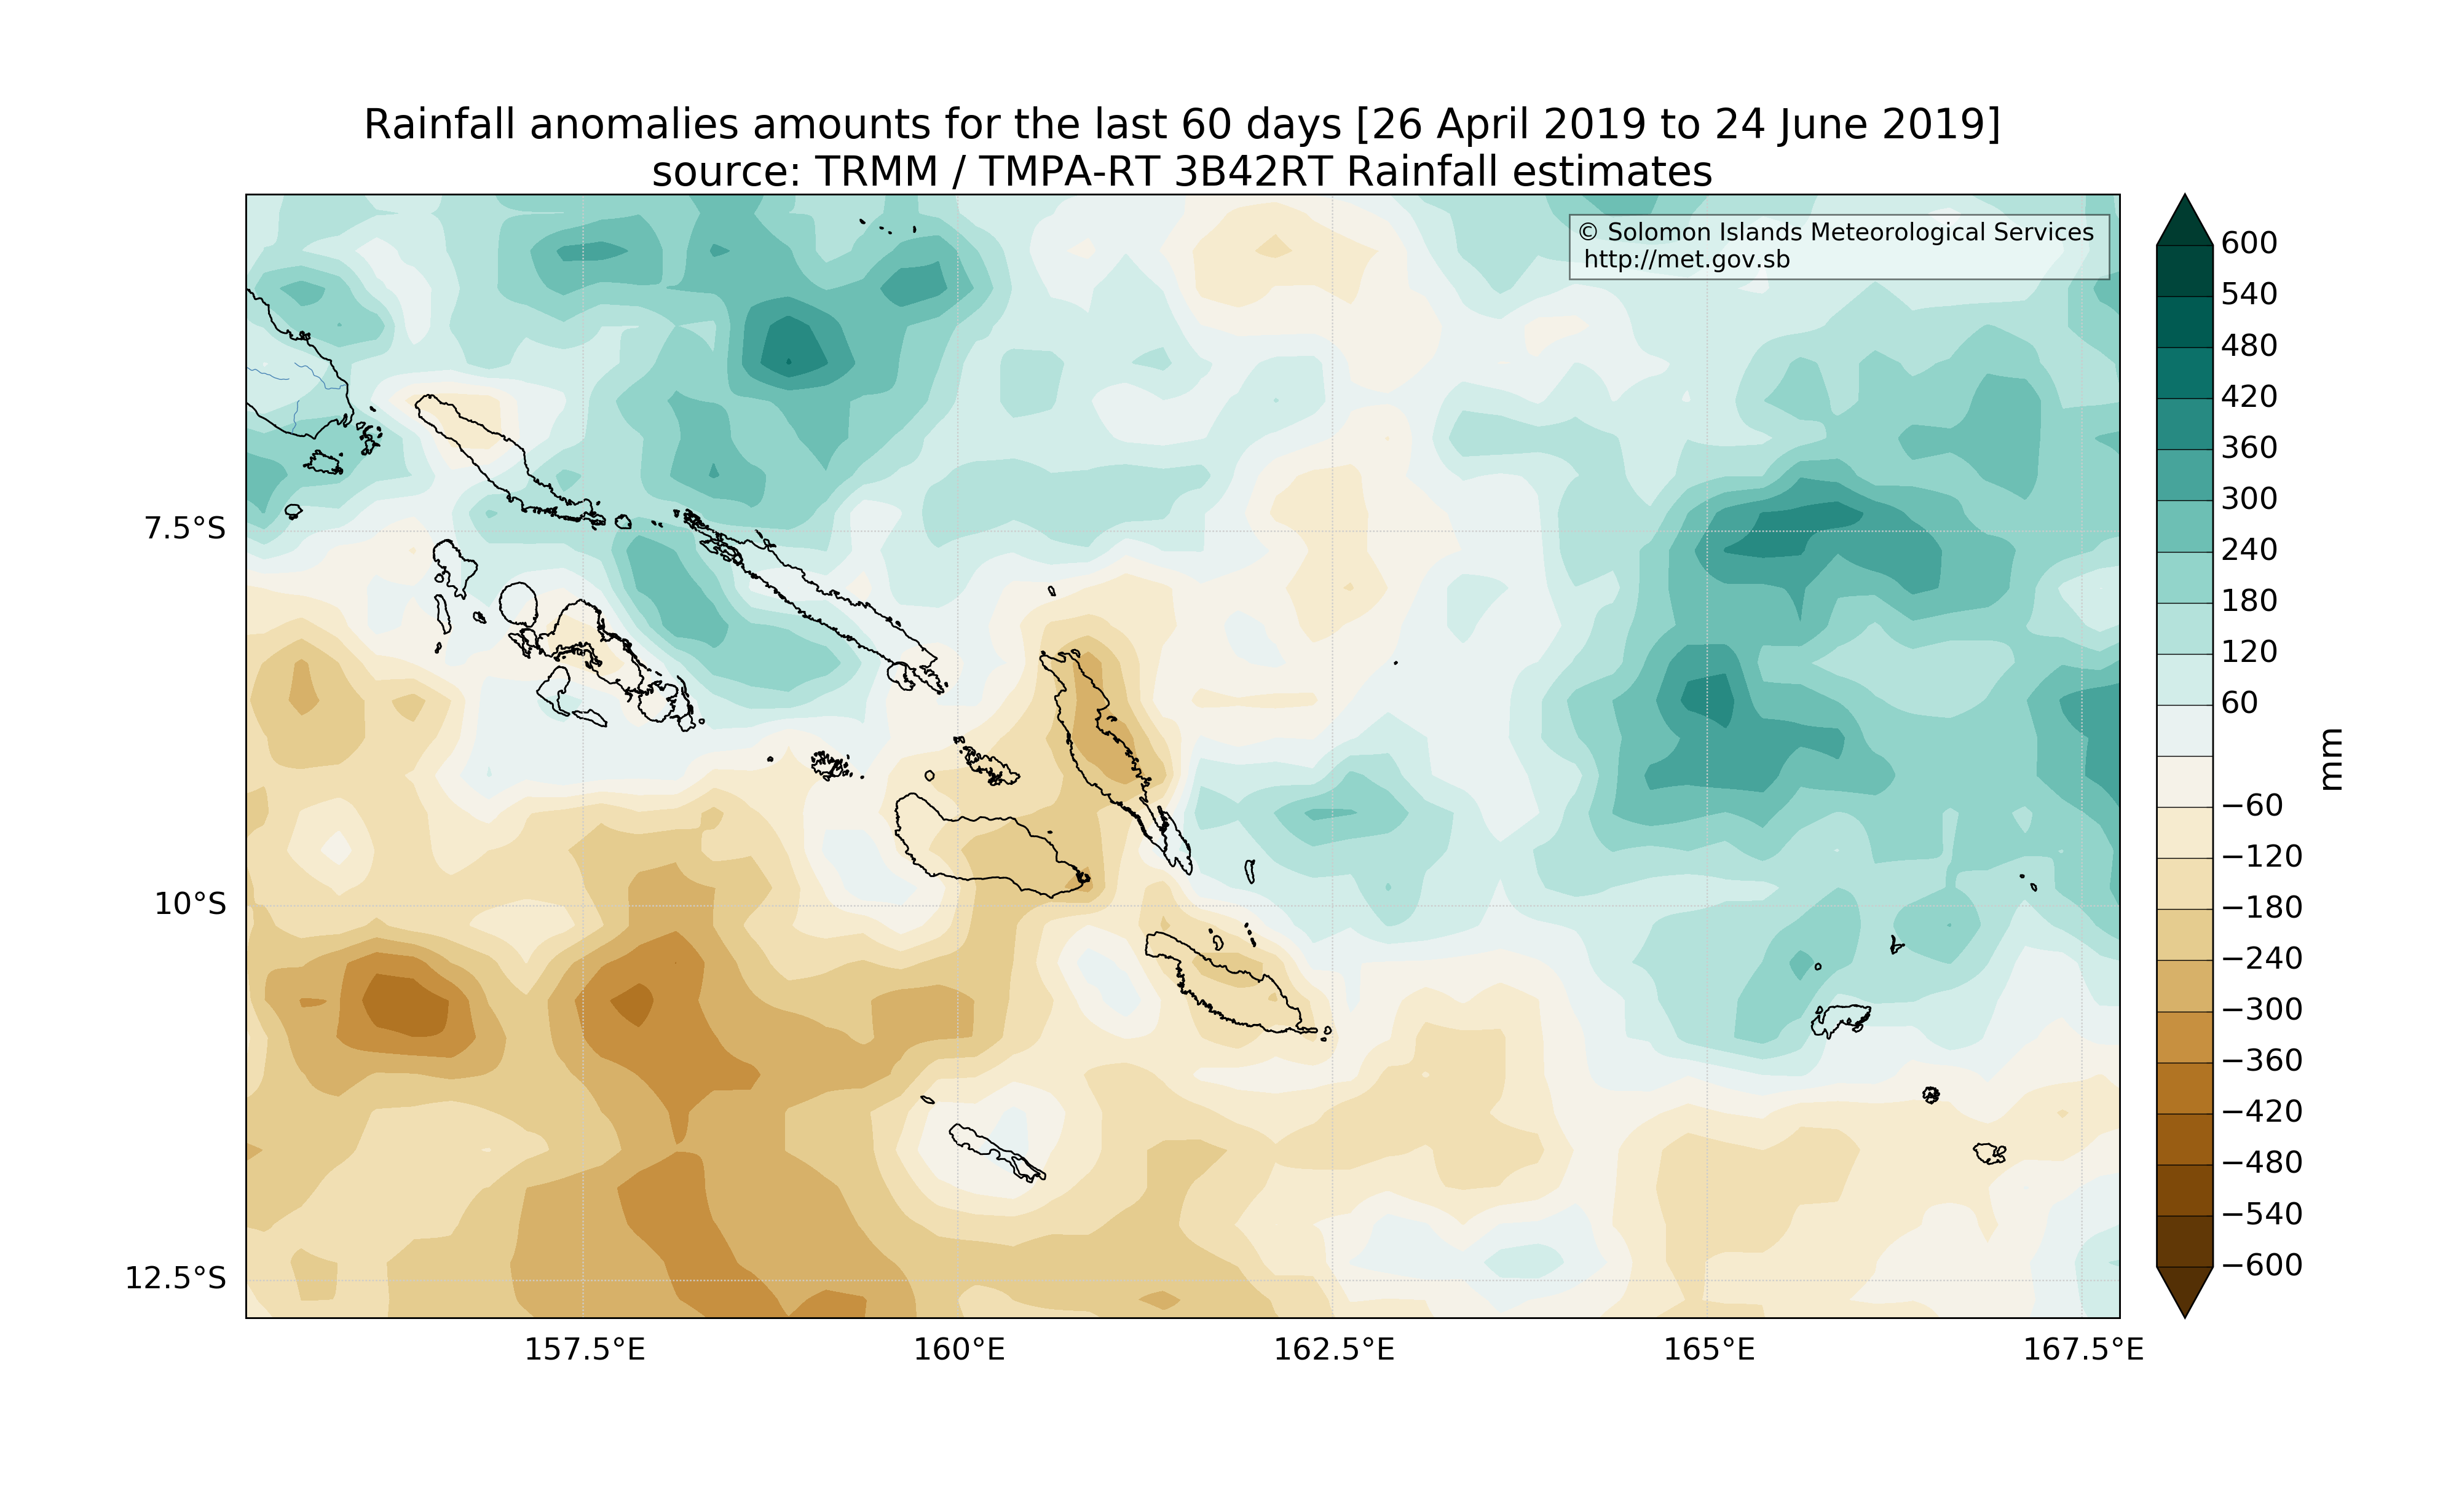 Rainfall anomalies amounts for the last 60 days [26 April 2019 to 24 June 2019]
source: TRMM / TMPA-RT 3B42RT Rainfall estimates
© Solomon Islands Meteorological Services
http://met.gov.sb
7.5°S
10°S
12.5°S
157.5°E
160°E
162.5°E
165°E
167.5°E
600
540
480
420
360
300
240
180
120
60
−60
−120
−180
−240
−300
−360
−420
−480
−540
−600
mm